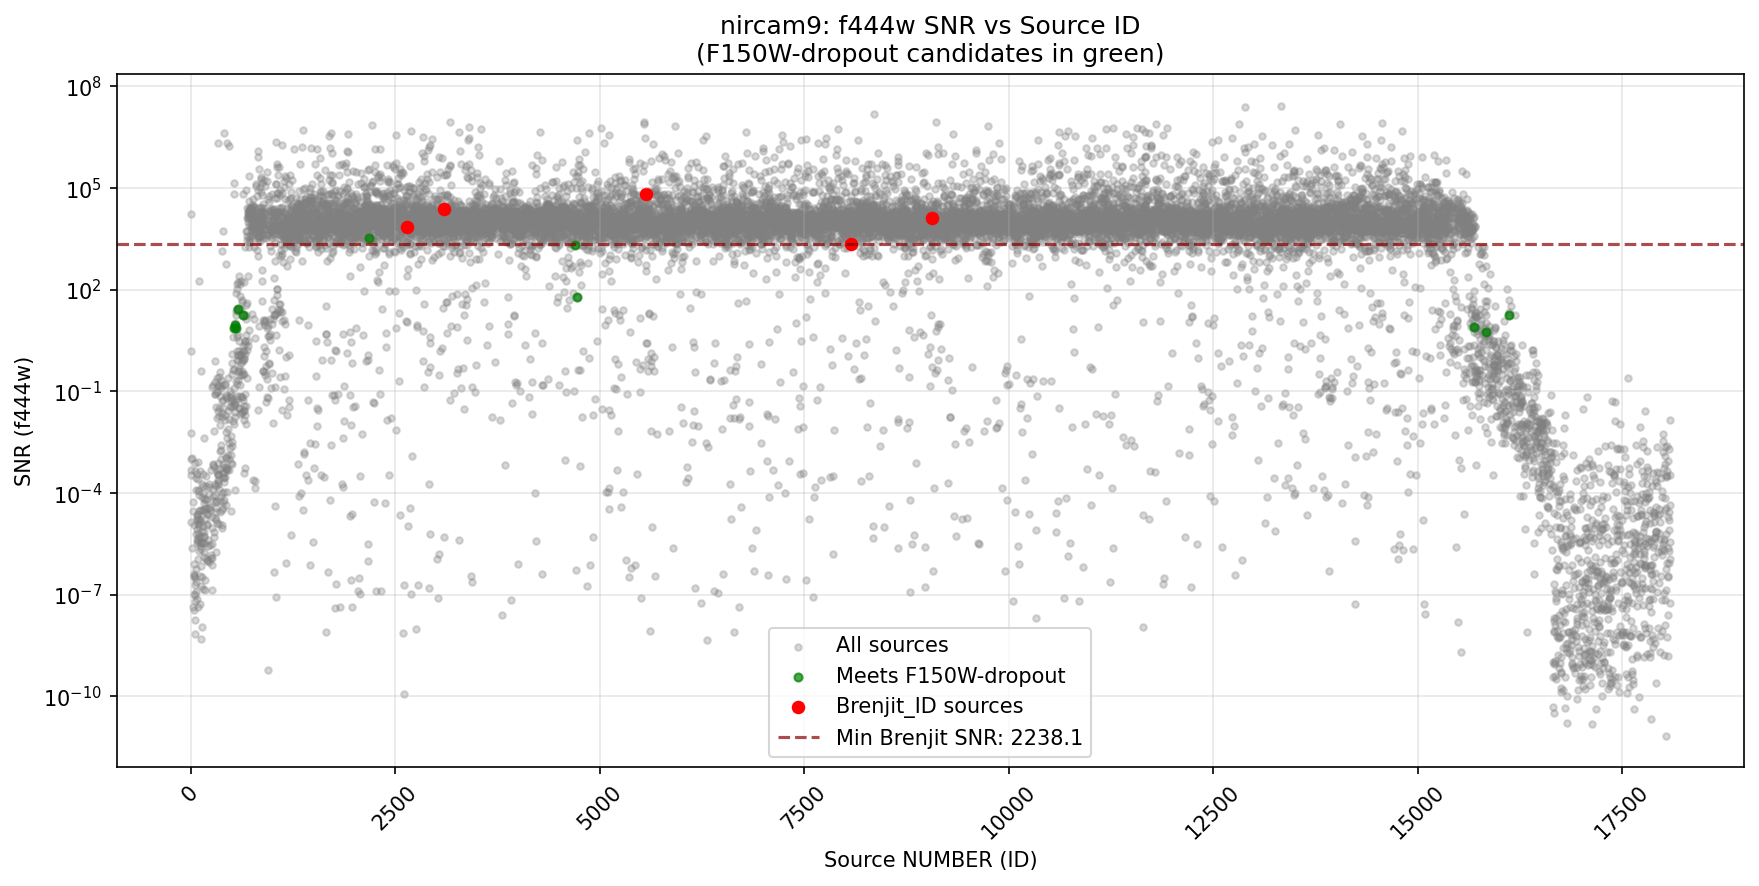 nircam9: f444w SNR vs Source ID
(F150W-dropout candidates in green)
SNR (f444w)
10^8
10^5
10^2
10^−1
10^−4
10^−7
10^−10
All sources
Meets F150W-dropout
Brenjit_ID sources
Min Brenjit SNR: 2238.1
0
2500
5000
7500
10000
12500
15000
17500
Source NUMBER (ID)